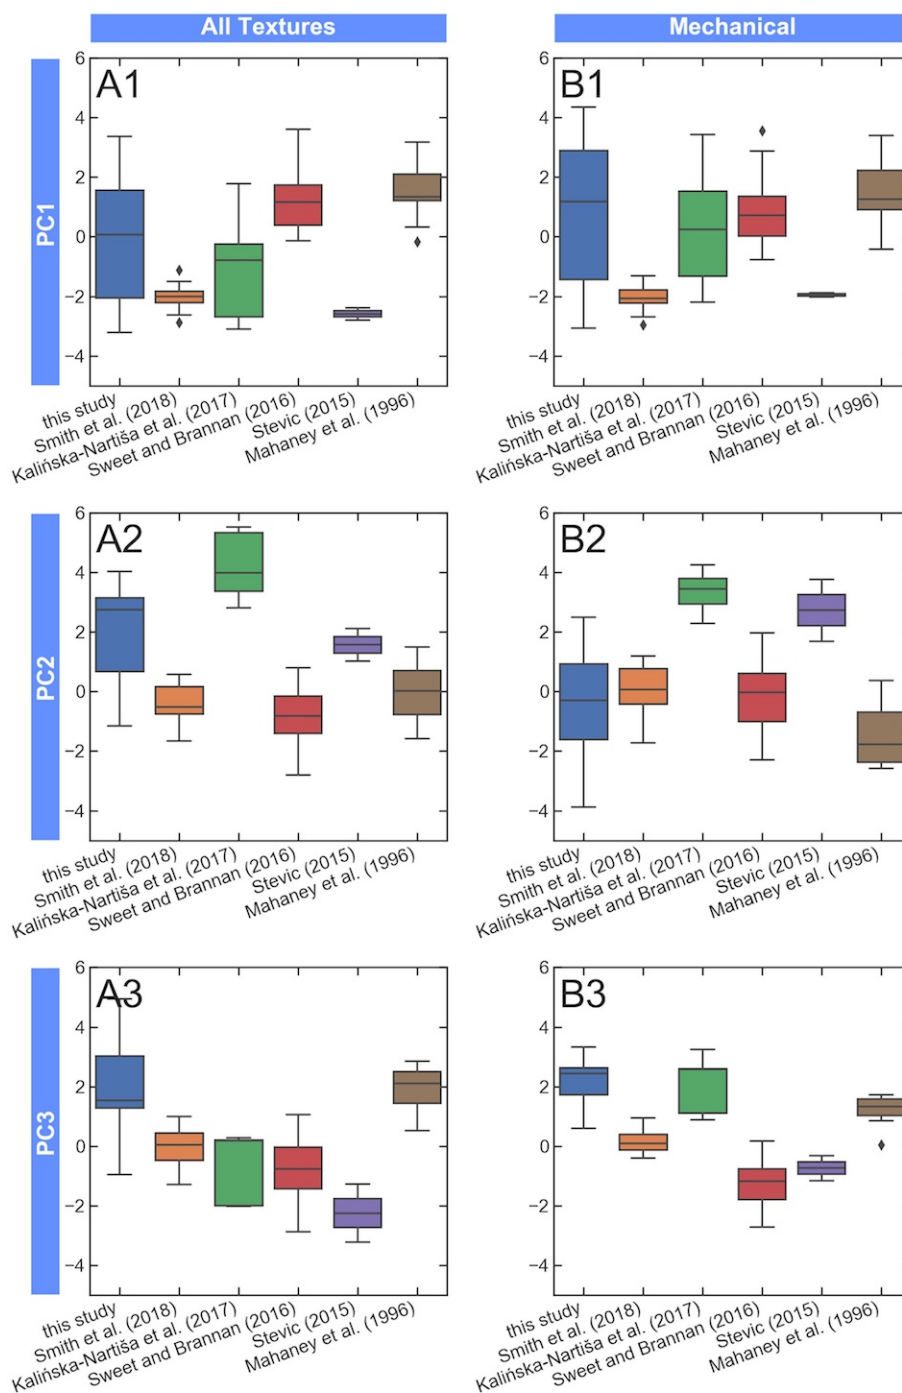 All Textures Mechanical
PC1
A1 B1
6 6
4 4
2 2
0 0
−2 −2
−4 −4
this study this study
Smith et al. (2018) Smith et al. (2018)
Kalińska-Nartiša et al. (2017) Kalińska-Nartiša et al. (2017)
Sweet and Brannan (2016) Sweet and Brannan (2016)
Stevic (2015) Stevic (2015)
Mahaney et al. (1996) Mahaney et al. (1996)
PC2
A2 B2
6 6
4 4
2 2
0 0
−2 −2
−4 −4
this study this study
Smith et al. (2018) Smith et al. (2018)
Kalińska-Nartiša et al. (2017) Kalińska-Nartiša et al. (2017)
Sweet and Brannan (2016) Sweet and Brannan (2016)
Stevic (2015) Stevic (2015)
Mahaney et al. (1996) Mahaney et al. (1996)
PC3
A3 B3
6 6
4 4
2 2
0 0
−2 −2
−4 −4
this study this study
Smith et al. (2018) Smith et al. (2018)
Kalińska-Nartiša et al. (2017) Kalińska-Nartiša et al. (2017)
Sweet and Brannan (2016) Sweet and Brannan (2016)
Stevic (2015) Stevic (2015)
Mahaney et al. (1996) Mahaney et al. (1996)